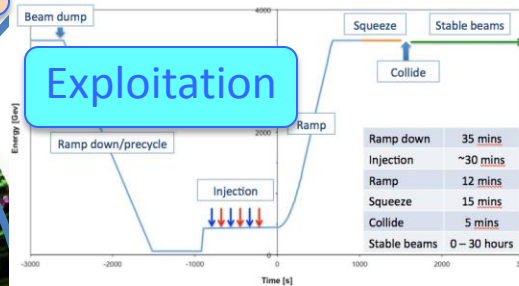 Beam dump
4000
Squeeze
Stable beams
Exploitation
Collide
Energy [Gev]
2000
Ramp
Ramp down/precycle
Injection
Ramp down 35 mins
Injection ~30 mins
Ramp 12 mins
Squeeze 15 mins
Collide 5 mins
Stable beams 0 – 30 hours
0
-3000 -2000 -1000 0 1000 2000
Time [s]